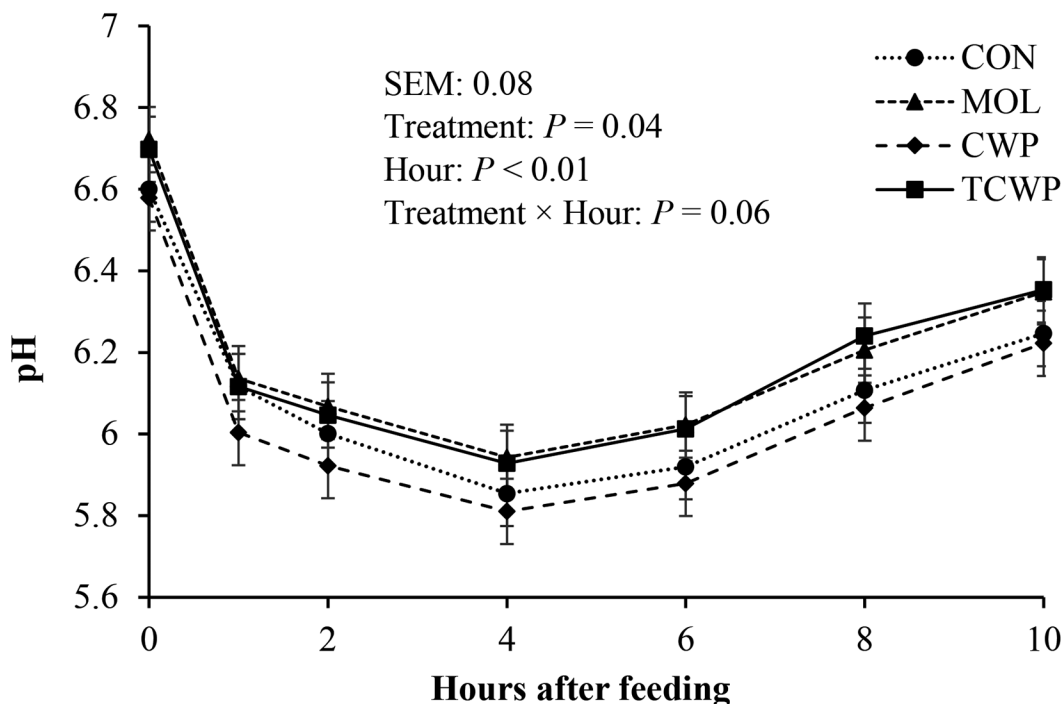 7
6.8
6.6
6.4
6.2
6
5.8
5.6
pH
SEM: 0.08
Treatment: P = 0.04
Hour: P < 0.01
Treatment × Hour: P = 0.06
CON
MOL
CWP
TCWP
0 2 4 6 8 10
Hours after feeding